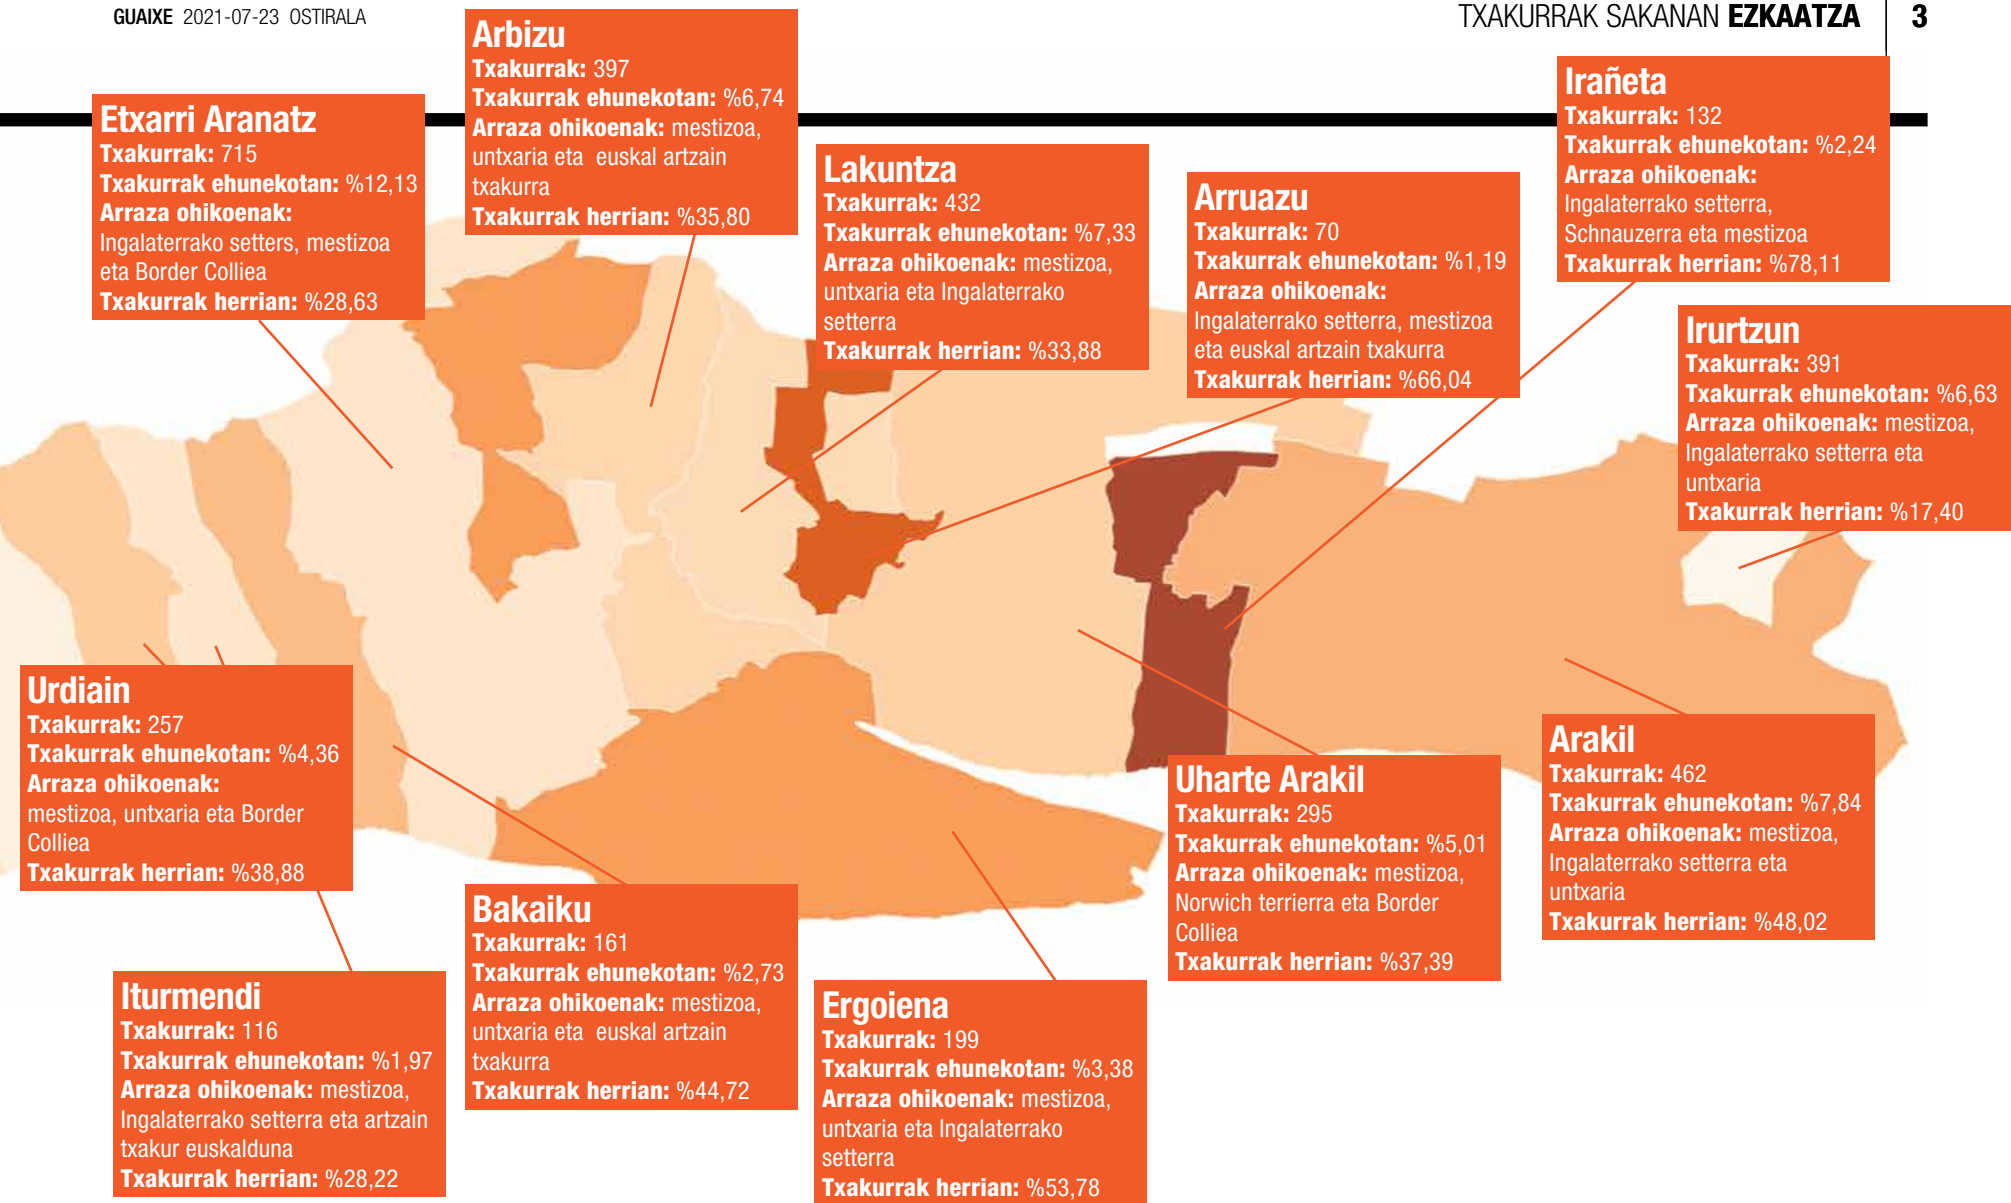 GUAIXE 2021-07-23 OSTIRALA
TXAKURRAK SAKANAN EZKAATZA 3
Etxarri Aranatz
Txakurrak: 715
Txakurrak ehunekotan: %12,13
Arraza ohikoenak:
Ingalaterrako setters, mestizoa
eta Border Colliea
Txakurrak herrian: %28,63
Arbizu
Txakurrak: 397
Txakurrak ehunekotan: %6,74
Arraza ohikoenak: mestizoa,
untxaria eta euskal artzain
txakurra
Txakurrak herrian: %35,80
Lakuntza
Txakurrak: 432
Txakurrak ehunekotan: %7,33
Arraza ohikoenak: mestizoa,
untxaria eta Ingalaterrako
setterra
Txakurrak herrian: %33,88
Arruazu
Txakurrak: 70
Txakurrak ehunekotan: %1,19
Arraza ohikoenak:
Ingalaterrako setterra, mestizoa
eta euskal artzain txakurra
Txakurrak herrian: %66,04
Irañeta
Txakurrak: 132
Txakurrak ehunekotan: %2,24
Arraza ohikoenak:
Ingalaterrako setterra,
Schnauzerra eta mestizoa
Txakurrak herrian: %78,11
Irurtzun
Txakurrak: 391
Txakurrak ehunekotan: %6,63
Arraza ohikoenak: mestizoa,
Ingalaterrako setterra eta
untxaria
Txakurrak herrian: %17,40
Urdiain
Txakurrak: 257
Txakurrak ehunekotan: %4,36
Arraza ohikoenak:
mestizoa, untxaria eta Border
Colliea
Txakurrak herrian: %38,88
Iturmendi
Txakurrak: 116
Txakurrak ehunekotan: %1,97
Arraza ohikoenak: mestizoa,
Ingalaterrako setterra eta artzain
txakur euskalduna
Txakurrak herrian: %28,22
Bakaiku
Txakurrak: 161
Txakurrak ehunekotan: %2,73
Arraza ohikoenak: mestizoa,
untxaria eta euskal artzain
txakurra
Txakurrak herrian: %44,72
Ergoiena
Txakurrak: 199
Txakurrak ehunekotan: %3,38
Arraza ohikoenak: mestizoa,
untxaria eta Ingalaterrako
setterra
Txakurrak herrian: %53,78
Uharte Arakil
Txakurrak: 295
Txakurrak ehunekotan: %5,01
Arraza ohikoenak: mestizoa,
Norwich terrierra eta Border
Colliea
Txakurrak herrian: %37,39
Arakil
Txakurrak: 462
Txakurrak ehunekotan: %7,84
Arraza ohikoenak: mestizoa,
Ingalaterrako setterra eta
untxaria
Txakurrak herrian: %48,02